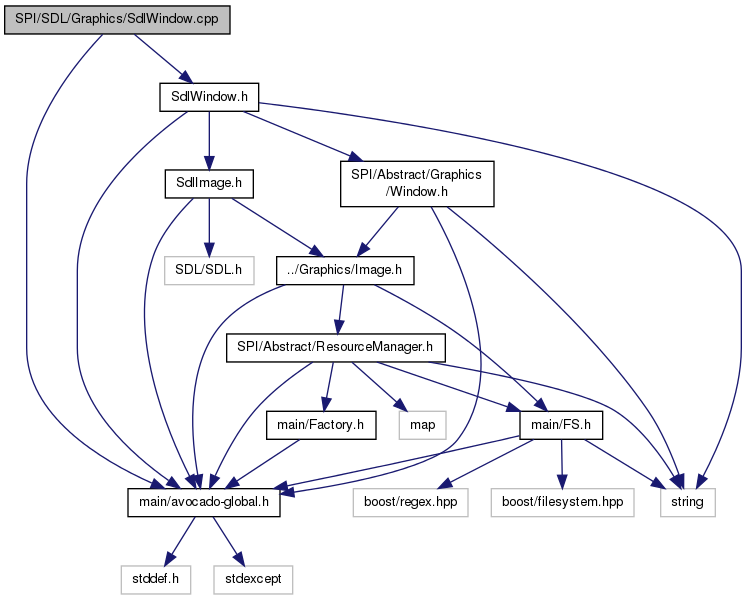 SPI/SDL/Graphics/SdlWindow.cpp
SdlWindow.h
SdlImage.h
SPI/Abstract/Graphics
/Window.h
SDL/SDL.h
../Graphics/Image.h
SPI/Abstract/ResourceManager.h
main/Factory.h
map
main/FS.h
main/avocado-global.h
boost/regex.hpp
boost/filesystem.hpp
string
stddef.h
stdexcept